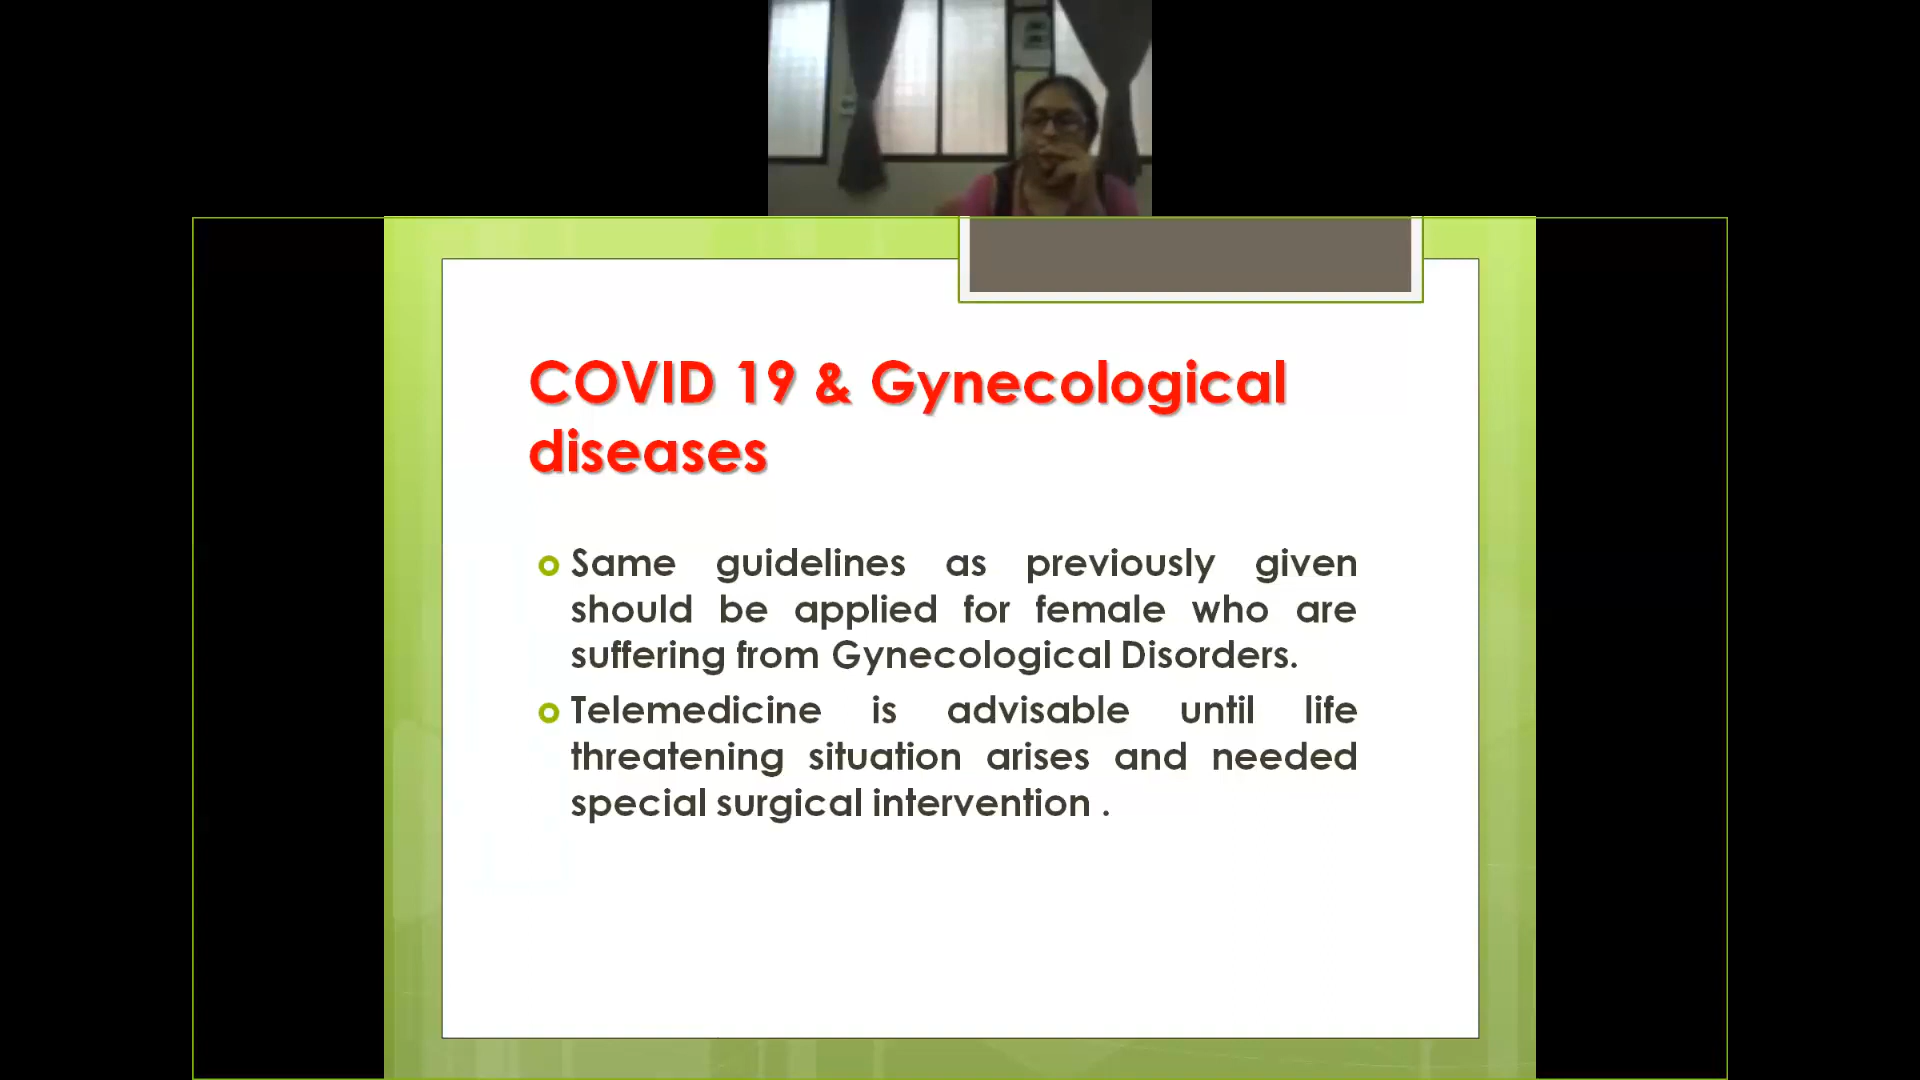 COVID 19 & Gynecological
diseases
Same guidelines as previously given
should be applied for female who are
suffering from Gynecological Disorders.
Telemedicine is advisable until life
threatening situation arises and needed
special surgical intervention .